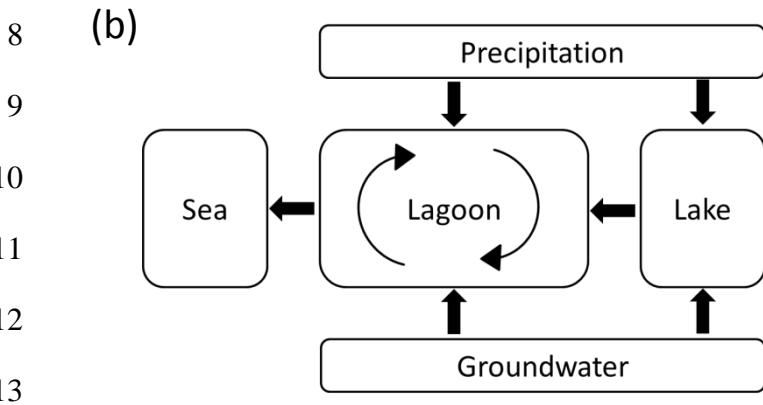 8
(b)
Precipitation
9
10
Sea
Lagoon
Lake
11
12
Groundwater
13